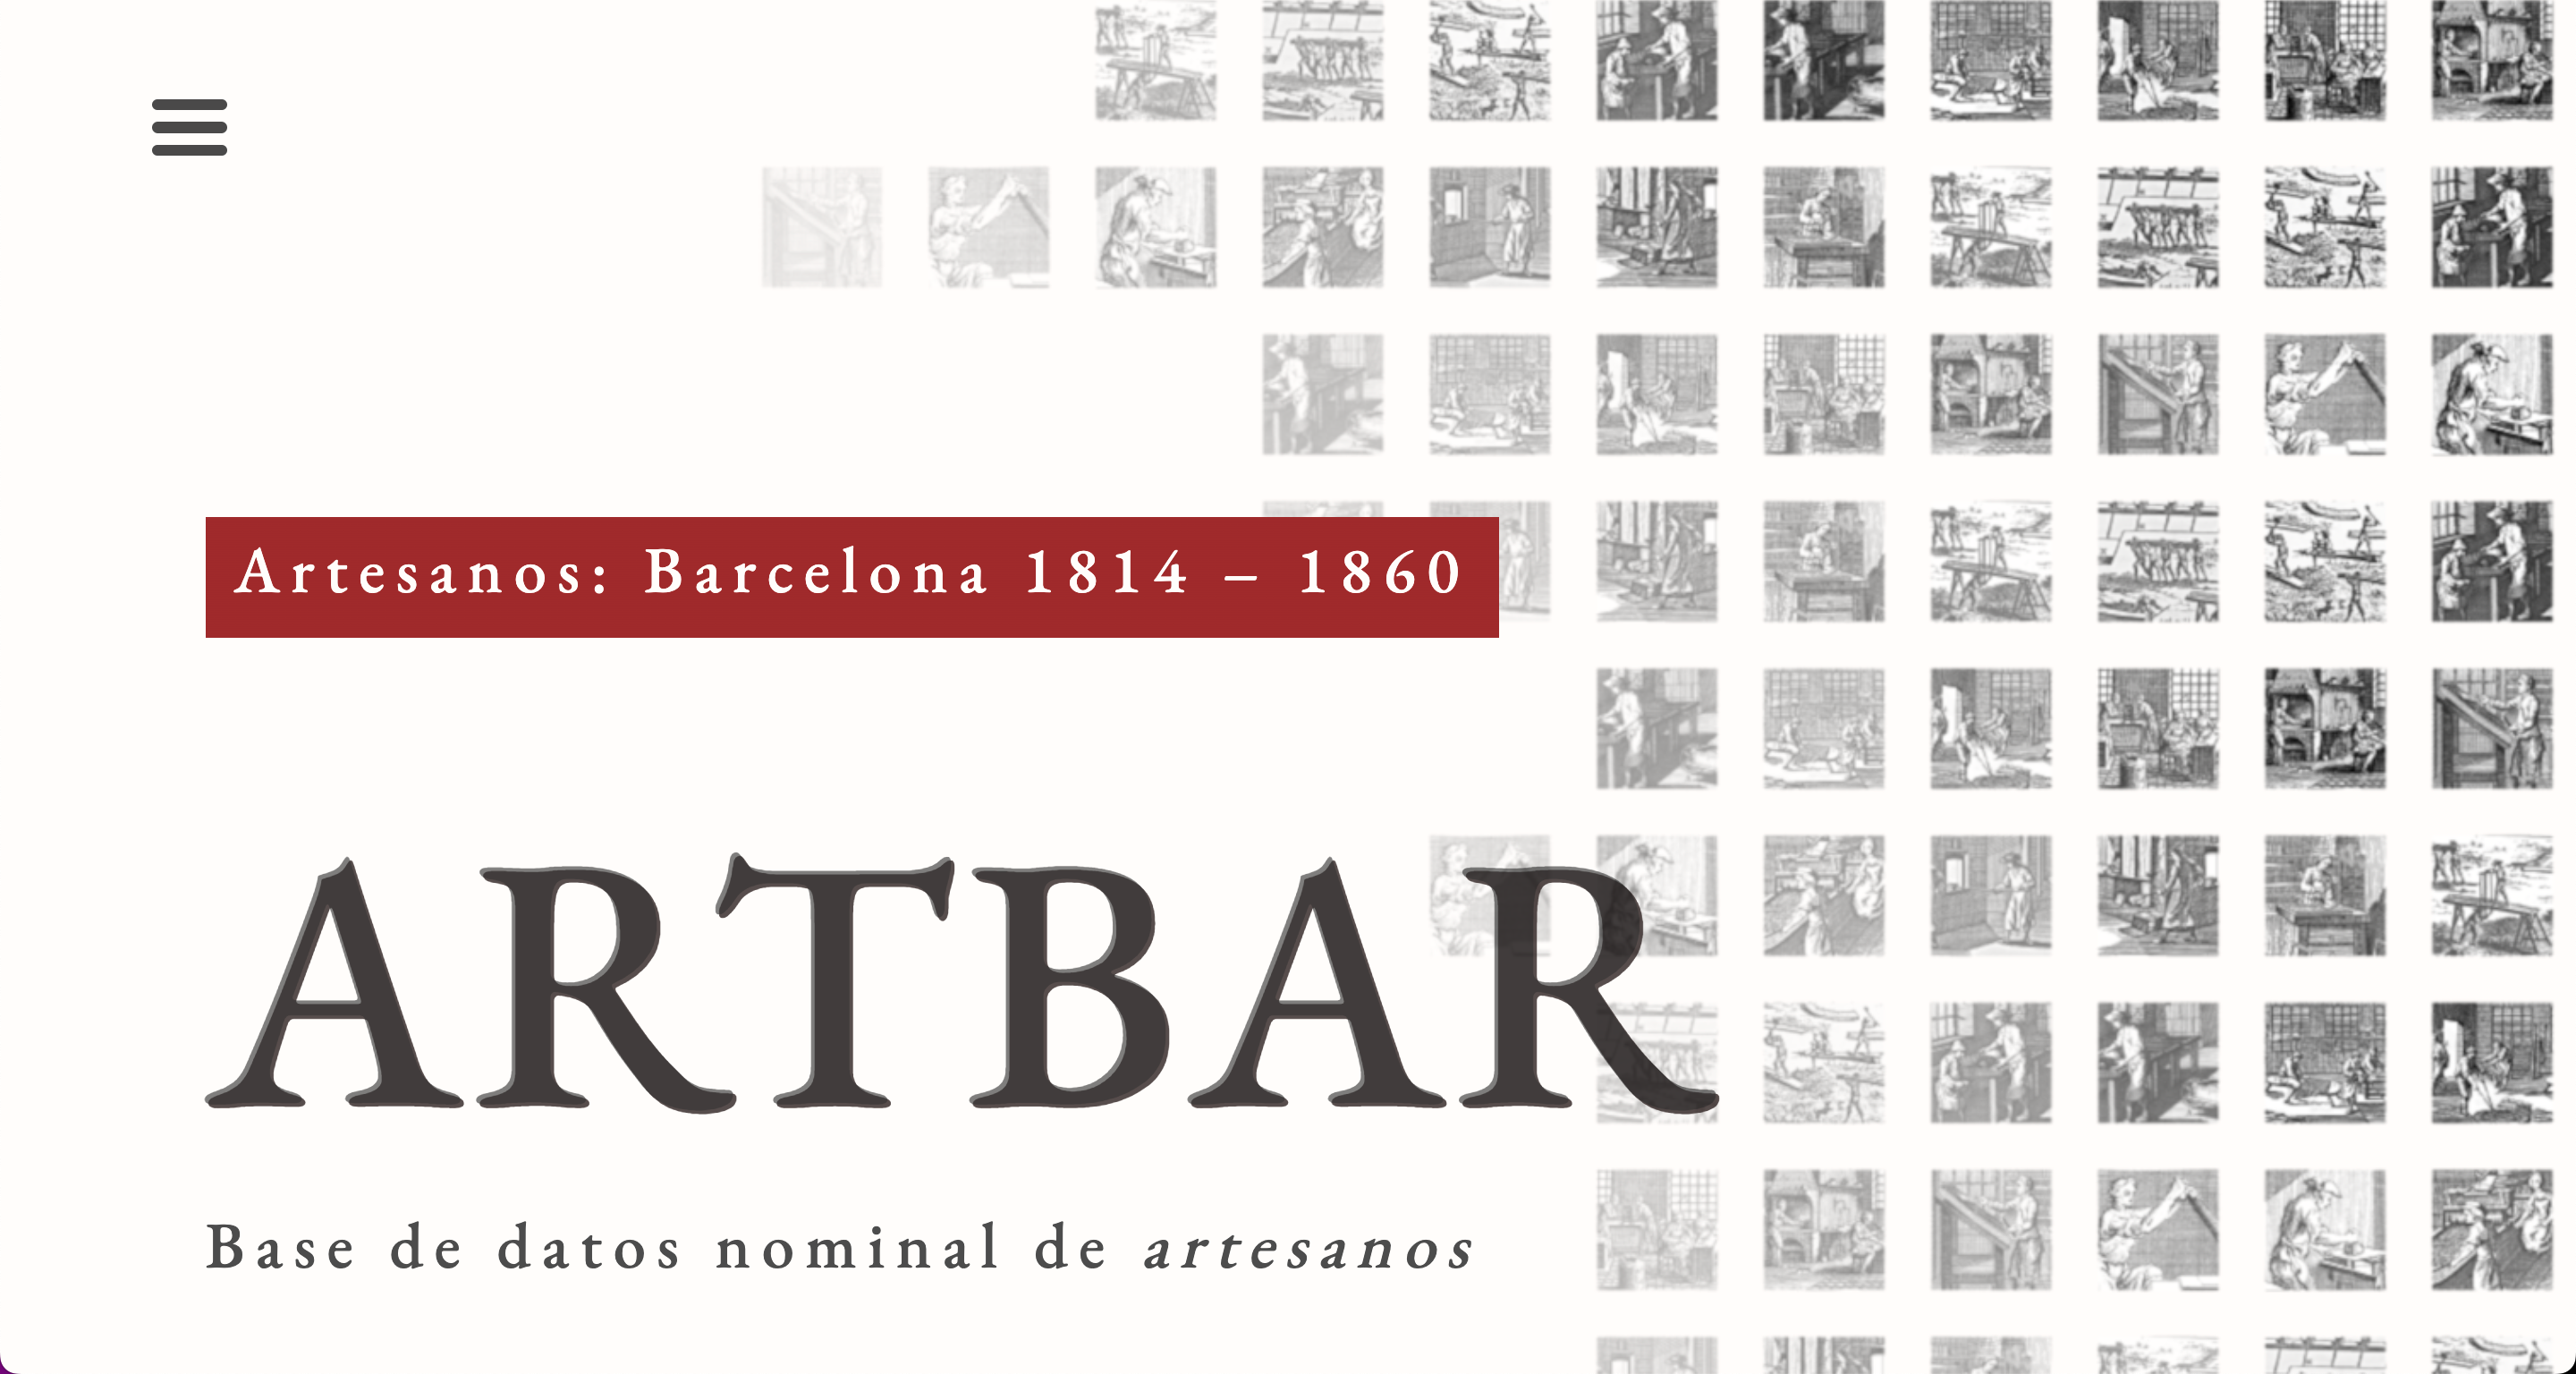 Artesanos: Barcelona 1814 – 1860
ARTBAR
Base de datos nominal de artesanos